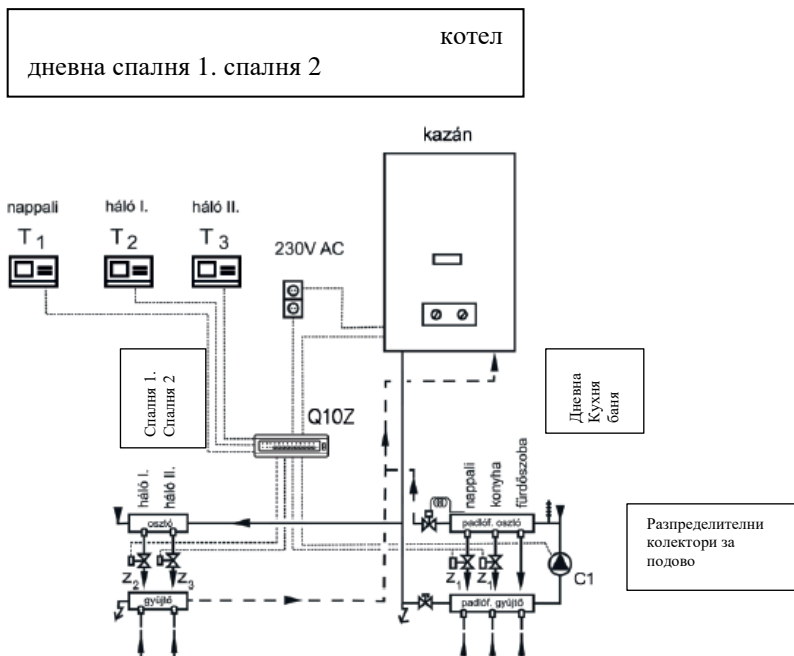 котел
дневна спалня 1. спалня 2
kazán
nappali háló I. háló II.
T1 T2 T3
230V AC
Спалня 1.
Спалня 2
Дневна
Кухня
баня
Q10Z
háló I.
háló II.
nappali
konyha
fürdőszoba
osztó
padlóf. osztó
Разпределителни
колектори за
подово
Z2 Z3
Z1 Z1
C1
gyűjtő
padlóf. gyűjtő